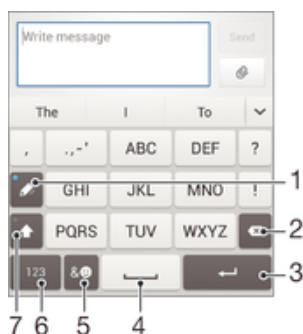 Write message
Send
The I To
, .,-' ABC DEF ?
GHI JKL MNO ! 1
PQRS TUV WXYZ 2
123 & 3
7 6 5 4